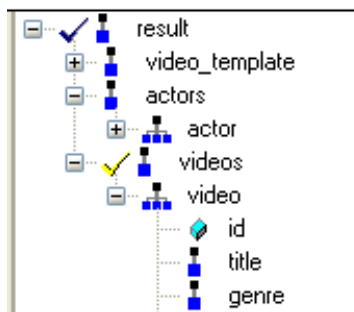 result
video_template
actors
actor
videos
video
id
title
genre